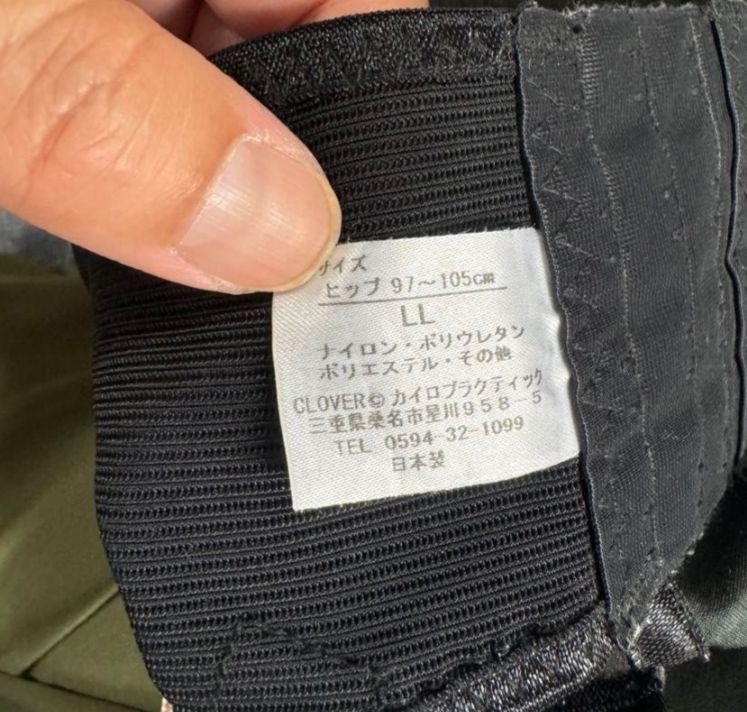 サイズ
ヒップ 97～105cm
LL
ナイロン・ポリウレタン
ポリエステル・その他
CLOVER© カイロプラクティック
三重県桑名市星川958-5
TEL 0594-32-1099
日本製